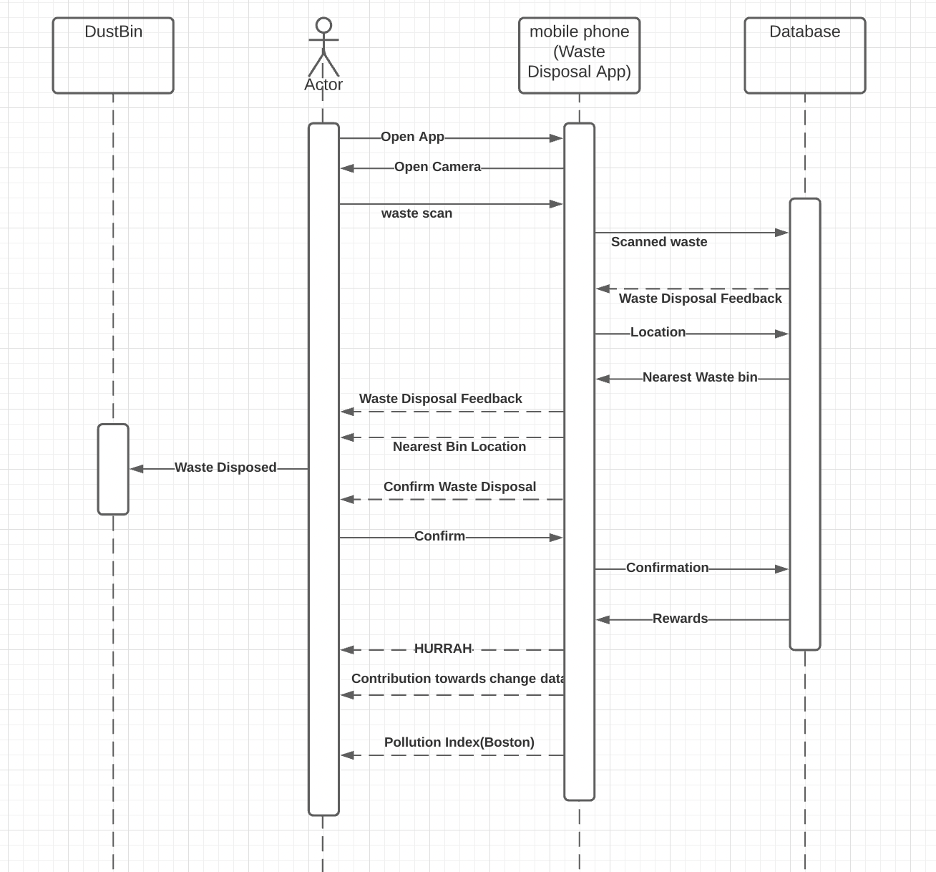 DustBin
Actor
mobile phone
(Waste
Disposal App)
Database
Open App
Open Camera
waste scan
Scanned waste
Waste Disposal Feedback
Location
Nearest Waste bin
Waste Disposal Feedback
Nearest Bin Location
Waste Disposed
Confirm Waste Disposal
Confirm
Confirmation
Rewards
HURRAH
Contribution towards change data
Pollution Index(Boston)